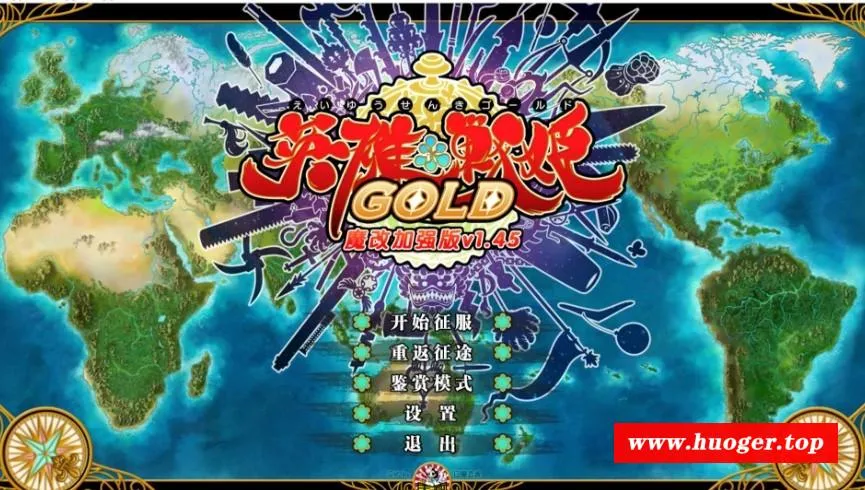 えいゆうせんきゴールド
英雄戦姫
GOLD
魔改加强版v1.45
开始征服
重返征途
鉴赏模式
设置
退出
www.huoger.top